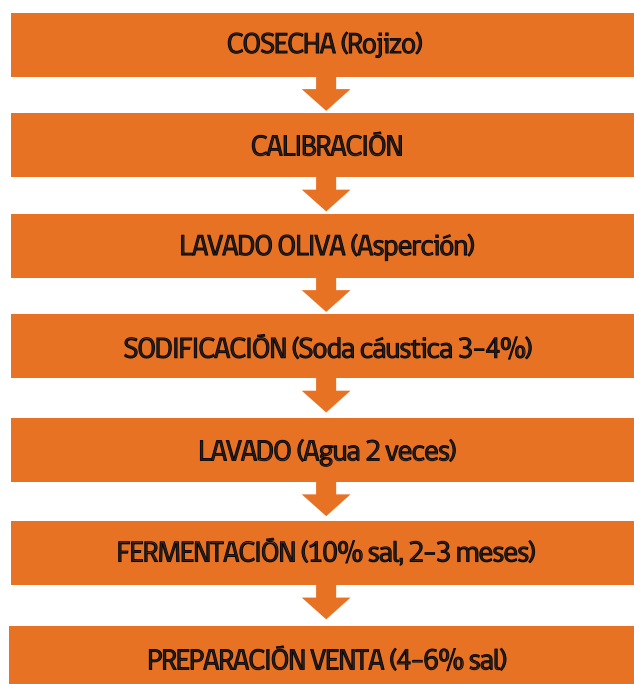 COSECHA (Rojizo)
CALIBRACIÓN
LAVADO OLIVA (Asperción)
SODIFICACIÓN (Soda cáustica 3-4%)
LAVADO (Agua 2 veces)
FERMENTACIÓN (10% sal, 2-3 meses)
PREPARACIÓN VENTA (4-6% sal)